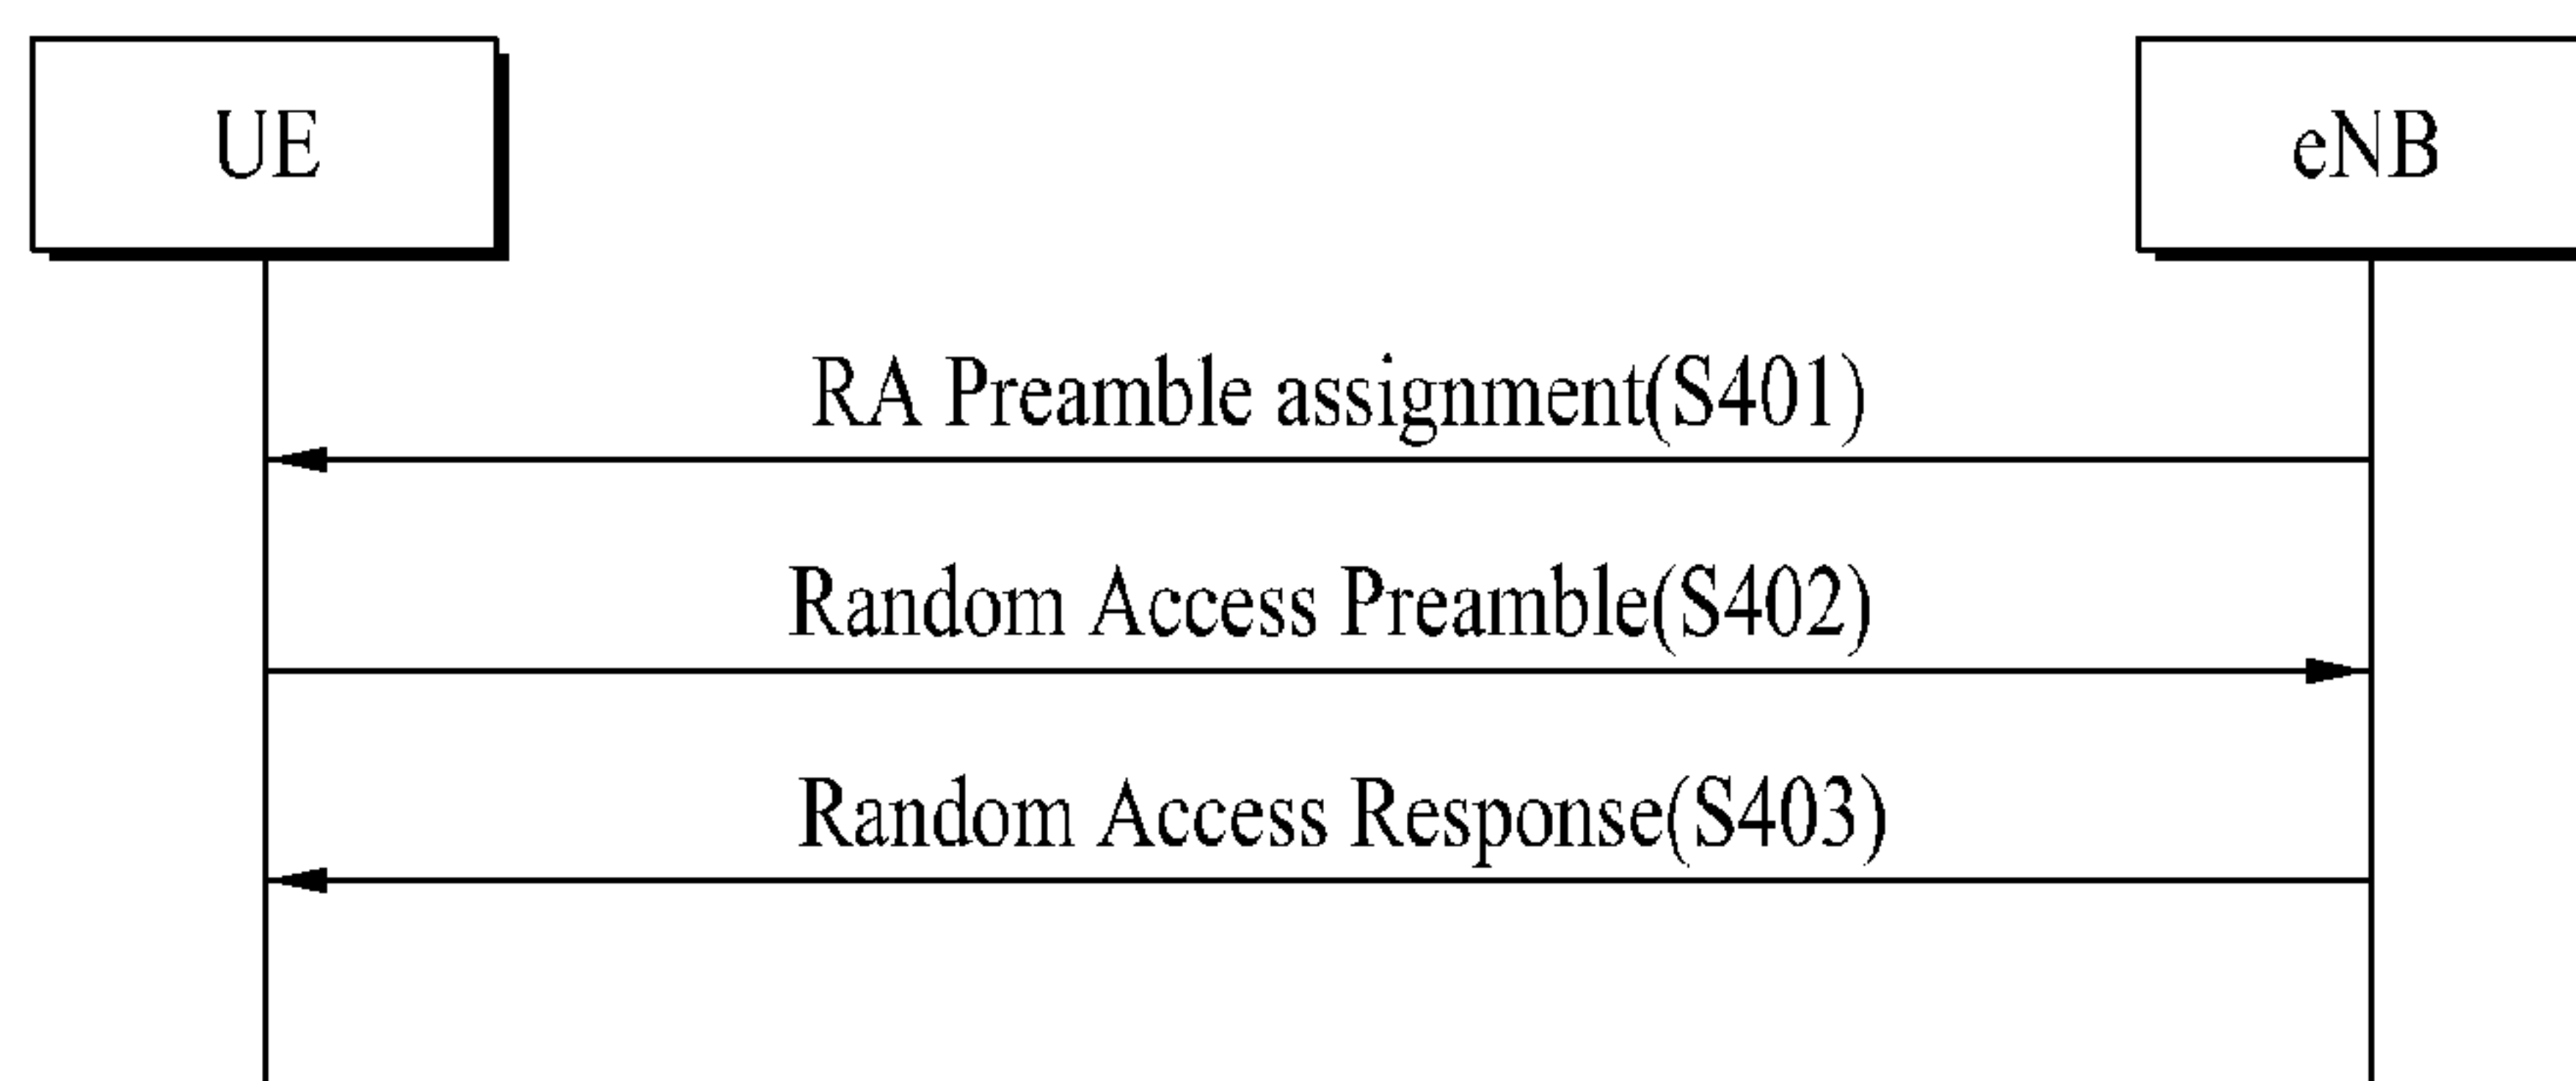 UE
eNB
RA Preamble assignment(S401)
Random Access Preamble(S402)
Random Access Response(S403)